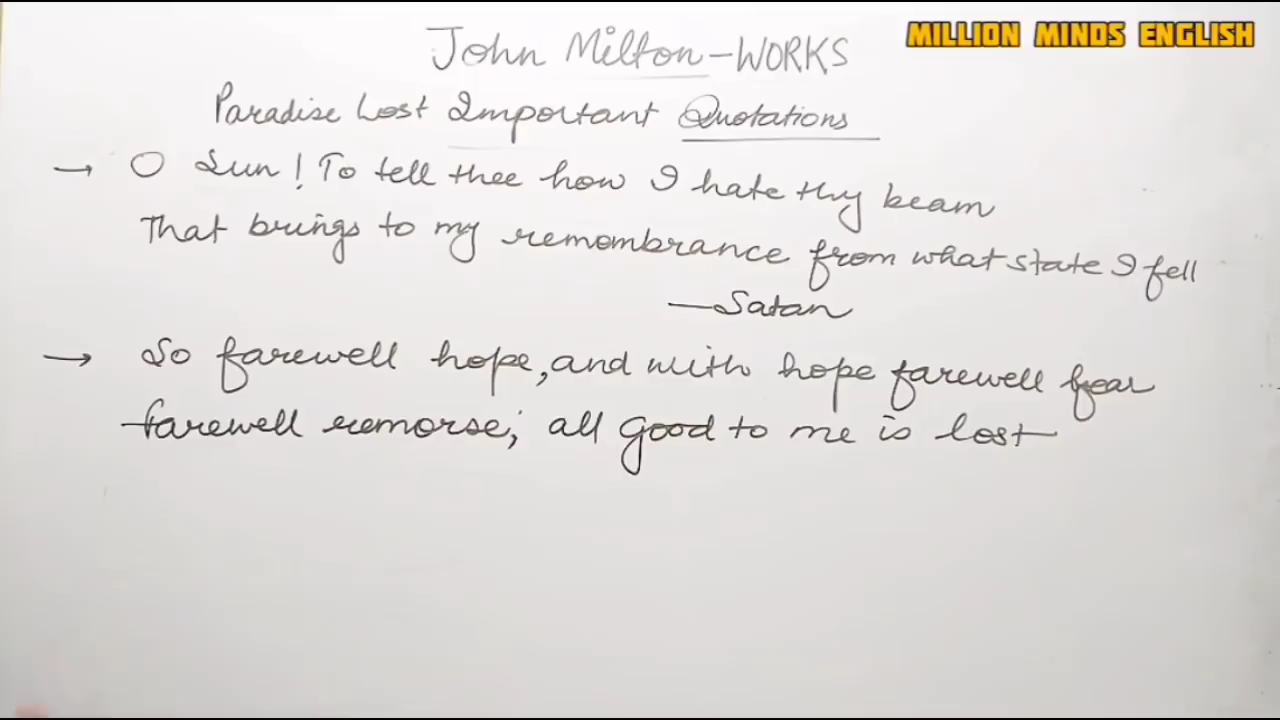 MILLION MINDS ENGLISH
John Milton-WORKS
Paradise Lost Important Quotations
→ O Sun! To tell thee how I hate thy beam
That brings to my remembrance from what state I fell
—Satan
→ So farewell hope, and with hope farewell fear
farewell remorse; all good to me is lost